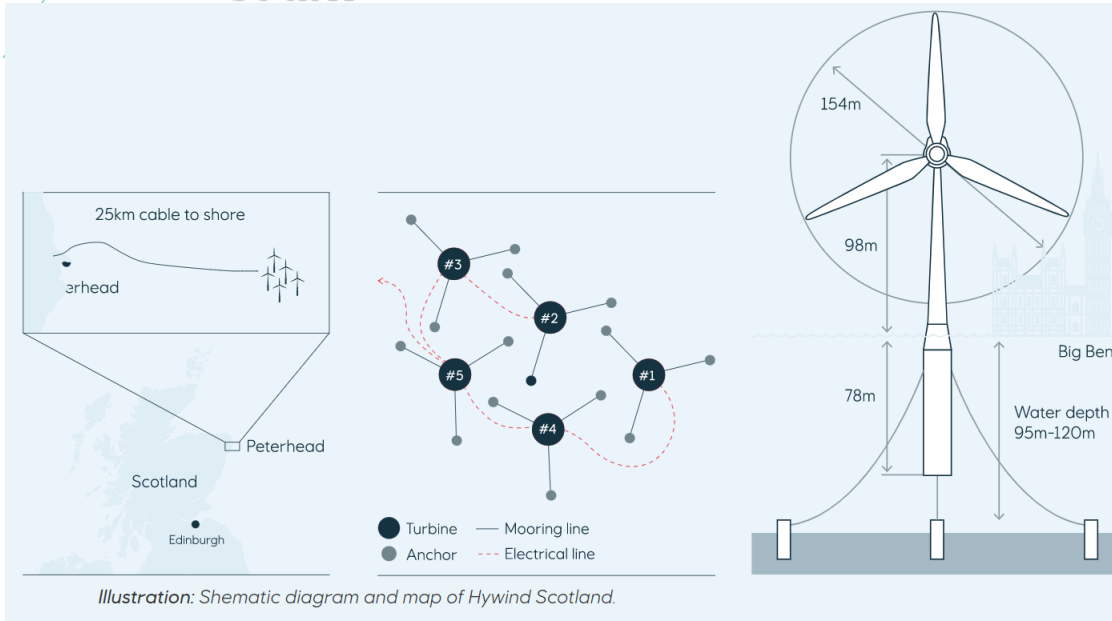 25km cable to shore
erhead
Peterhead
Scotland
Edinburgh
#3
#2
#1
#5
#4
Turbine
Mooring line
Anchor
Electrical line
154m
98m
78m
Big Ben
Water depth
95m-120m
Illustration: Shematic diagram and map of Hywind Scotland.